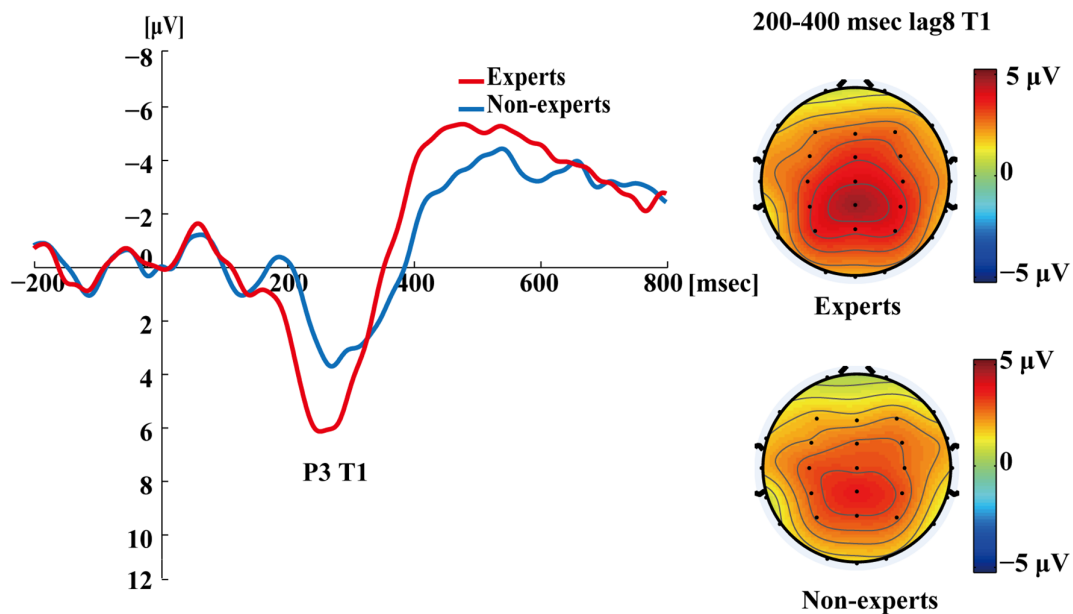 [µV]
−8
−6
−4
−2
0
2
4
6
8
10
12
−200
200
400
600
800 [msec]
Experts
Non-experts
P3 T1
200-400 msec lag8 T1
5 µV
0
−5 µV
Experts
5 µV
0
−5 µV
Non-experts